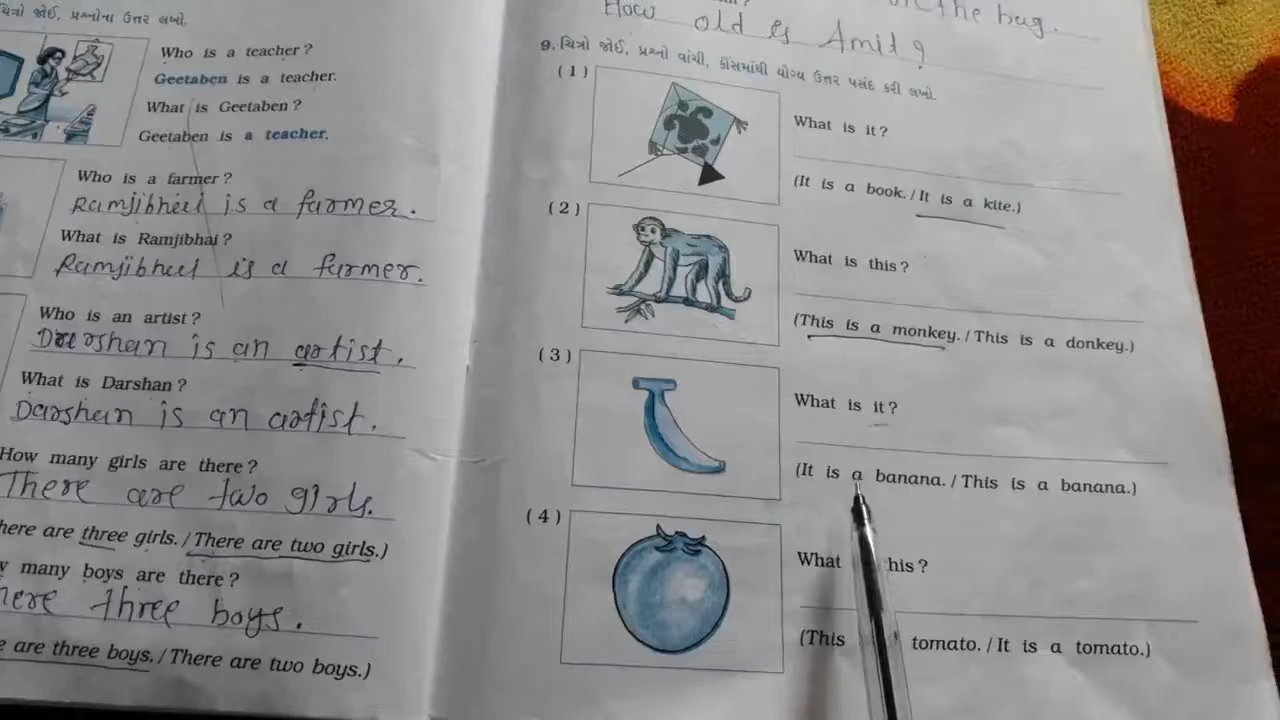 ચિત્રો જોઈ, પ્રશ્નોના ઉત્તર લખો.
Who is a teacher?
Geetaben is a teacher.
What is Geetaben?
Geetaben is a teacher.
Who is a farmer?
Ramjibhai is a farmer.
What is Ramjibhai?
Ramjibhai is a farmer.
Who is an artist?
Darshan is an artist.
What is Darshan?
Darshan is an artist.
How many girls are there?
There are two girls.
here are three girls. / There are two girls.)
y many boys are there?
here three boys.
e are three boys. / There are two boys.)
the bag.
How old is Amit?
9. ચિત્રો જોઈ, પ્રશ્નો વાંચી, કૌંસમાંથી યોગ્ય ઉત્તર પસંદ કરી લખો.
(1)
What is it?
(It is a book. / It is a kite.)
(2)
What is this?
(This is a monkey. / This is a donkey.)
(3)
What is it?
(It is a banana. / This is a banana.)
(4)
What his?
(This tomato. / It is a tomato.)